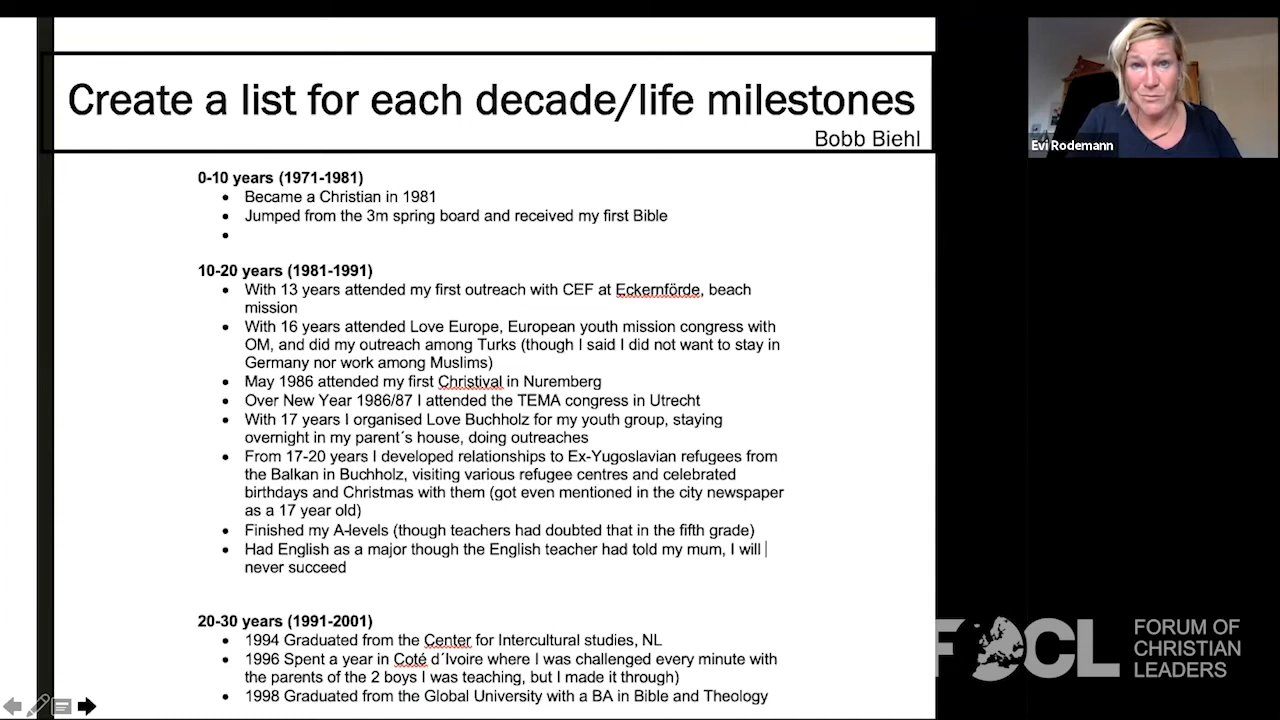 Create a list for each decade/life milestones
Bobb Biehl
0-10 years (1971-1981)
• Became a Christian in 1981
• Jumped from the 3m spring board and received my first Bible
•
10-20 years (1981-1991)
• With 13 years attended my first outreach with CEF at Eckernförde, beach
mission
• With 16 years attended Love Europe, European youth mission congress with
OM, and did my outreach among Turks (though I said I did not want to stay in
Germany nor work among Muslims)
• May 1986 attended my first Christival in Nuremberg
• Over New Year 1986/87 I attended the TEMA congress in Utrecht
• With 17 years I organised Love Buchholz for my youth group, staying
overnight in my parent´s house, doing outreaches
• From 17-20 years I developed relationships to Ex-Yugoslavian refugees from
the Balkan in Buchholz, visiting various refugee centres and celebrated
birthdays and Christmas with them (got even mentioned in the city newspaper
as a 17 year old)
• Finished my A-levels (though teachers had doubted that in the fifth grade)
• Had English as a major though the English teacher had told my mum, I will
never succeed
20-30 years (1991-2001)
• 1994 Graduated from the Center for Intercultural studies, NL
• 1996 Spent a year in Coté d´Ivoire where I was challenged every minute with
the parents of the 2 boys I was teaching, but I made it through)
• 1998 Graduated from the Global University with a BA in Bible and Theology
Evi Rodemann
FOCL
FORUM OF
CHRISTIAN
LEADERS